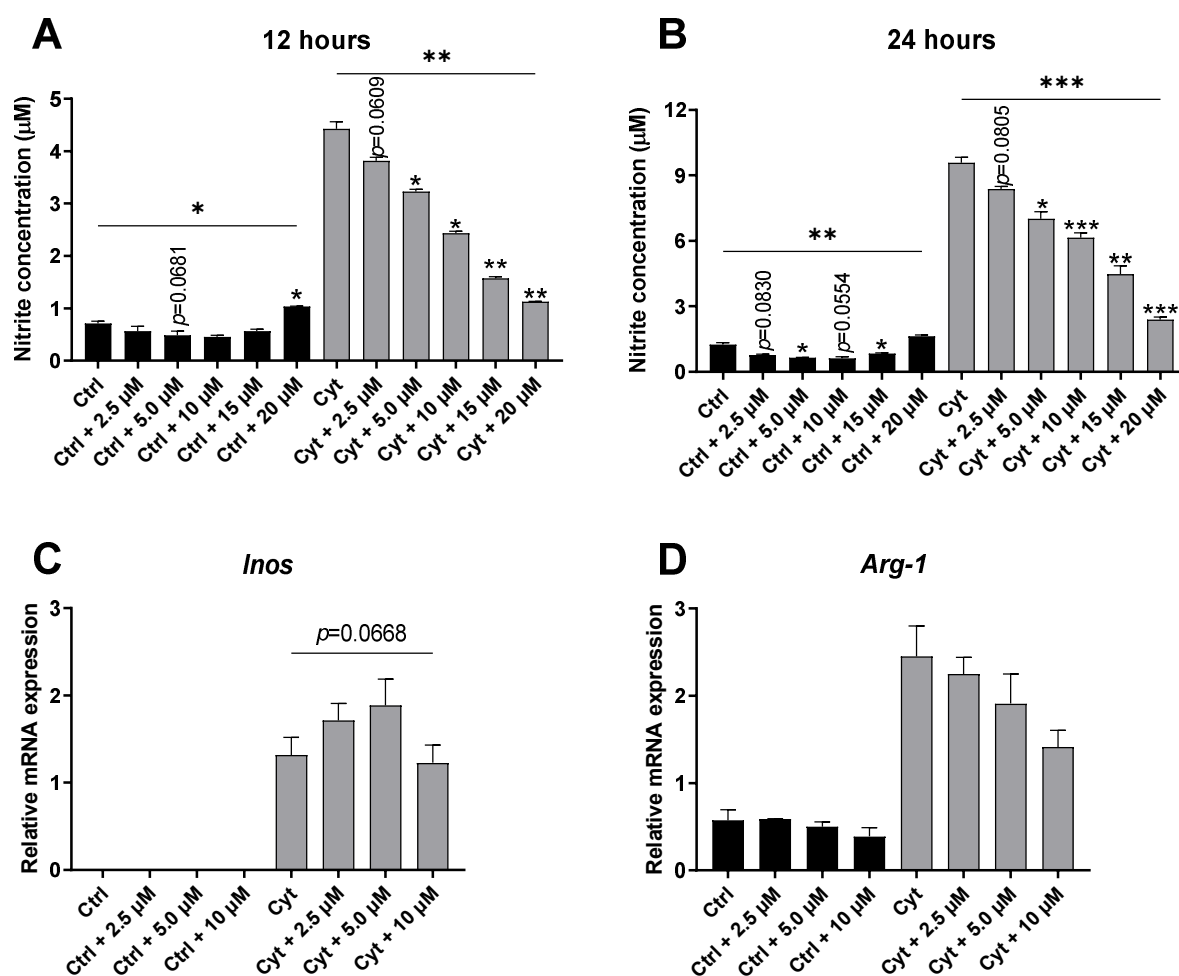 A
12 hours
**
Nitrite concentration (µM)
5
4
3
2
1
0
*
p=0.0681
*
p=0.0609
*
*
**
**
Ctrl
Ctrl + 2.5 µM
Ctrl + 5.0 µM
Ctrl + 10 µM
Ctrl + 15 µM
Ctrl + 20 µM
Cyt
Cyt + 2.5 µM
Cyt + 5.0 µM
Cyt + 10 µM
Cyt + 15 µM
Cyt + 20 µM
B
24 hours
***
Nitrite concentration (µM)
12
9
6
3
0
**
p=0.0830
*
p=0.0554
*
p=0.0805
*
***
**
***
Ctrl
Ctrl + 2.5 µM
Ctrl + 5.0 µM
Ctrl + 10 µM
Ctrl + 15 µM
Ctrl + 20 µM
Cyt
Cyt + 2.5 µM
Cyt + 5.0 µM
Cyt + 10 µM
Cyt + 15 µM
Cyt + 20 µM
C
Inos
Relative mRNA expression
3
2
1
0
p=0.0668
Ctrl
Ctrl + 2.5 µM
Ctrl + 5.0 µM
Ctrl + 10 µM
Cyt
Cyt + 2.5 µM
Cyt + 5.0 µM
Cyt + 10 µM
D
Arg-1
Relative mRNA expression
3
2
1
0
Ctrl
Ctrl + 2.5 µM
Ctrl + 5.0 µM
Ctrl + 10 µM
Cyt
Cyt + 2.5 µM
Cyt + 5.0 µM
Cyt + 10 µM